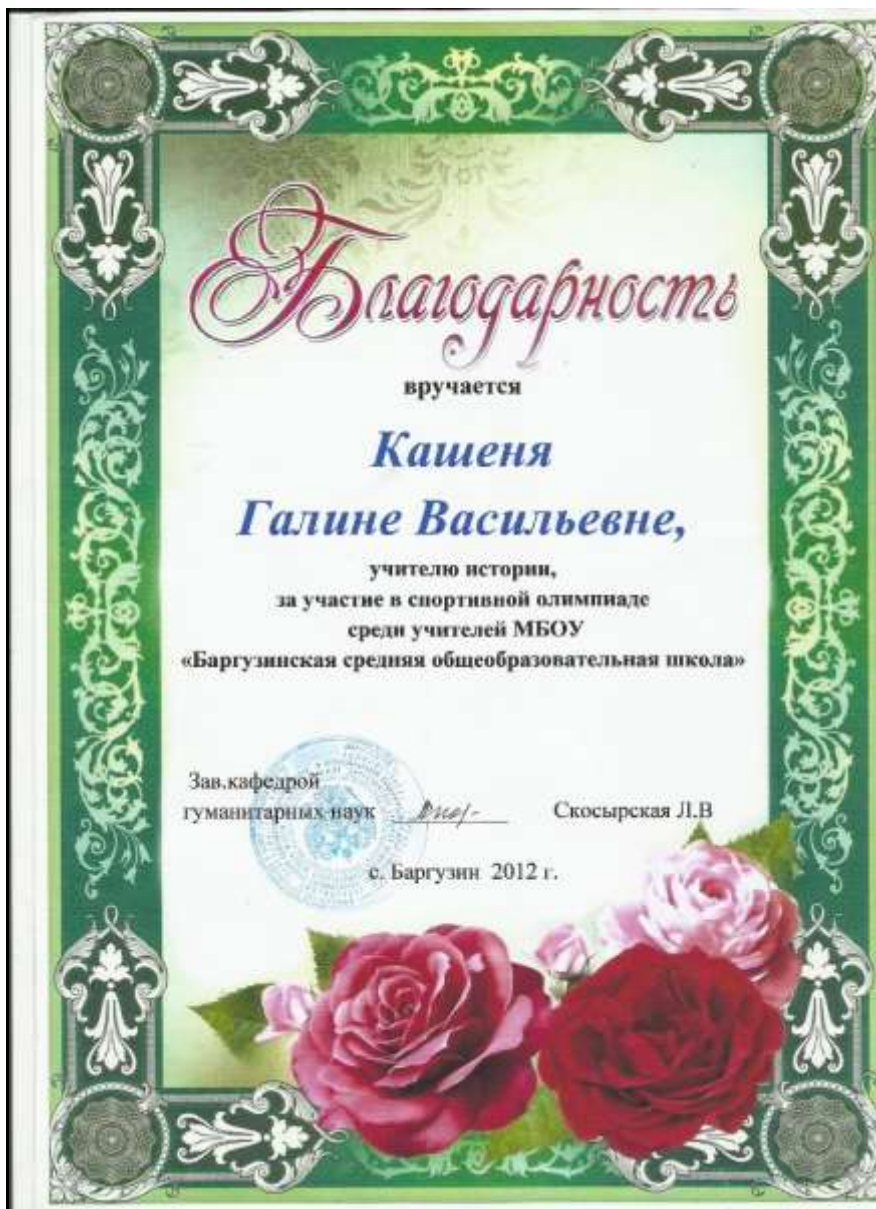 Благодарность
вручается
Кашеня
Галине Васильевне,
учителю истории,
за участие в спортивной олимпиаде
среди учителей МБОУ
«Баргузинская средняя общеобразовательная школа»
Зав.кафедрой
гуманитарных наук Скосырская Л.В
с. Баргузин 2012 г.